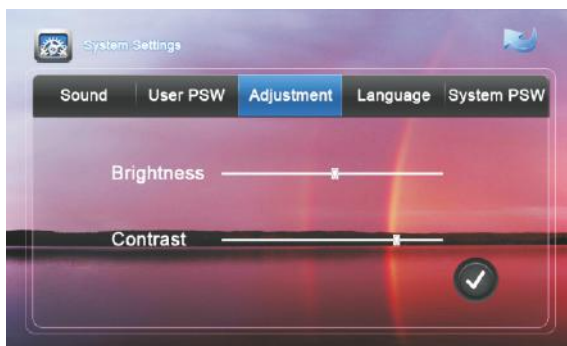 System Settings
Sound User PSW Adjustment Language System PSW
Brightness
Contrast